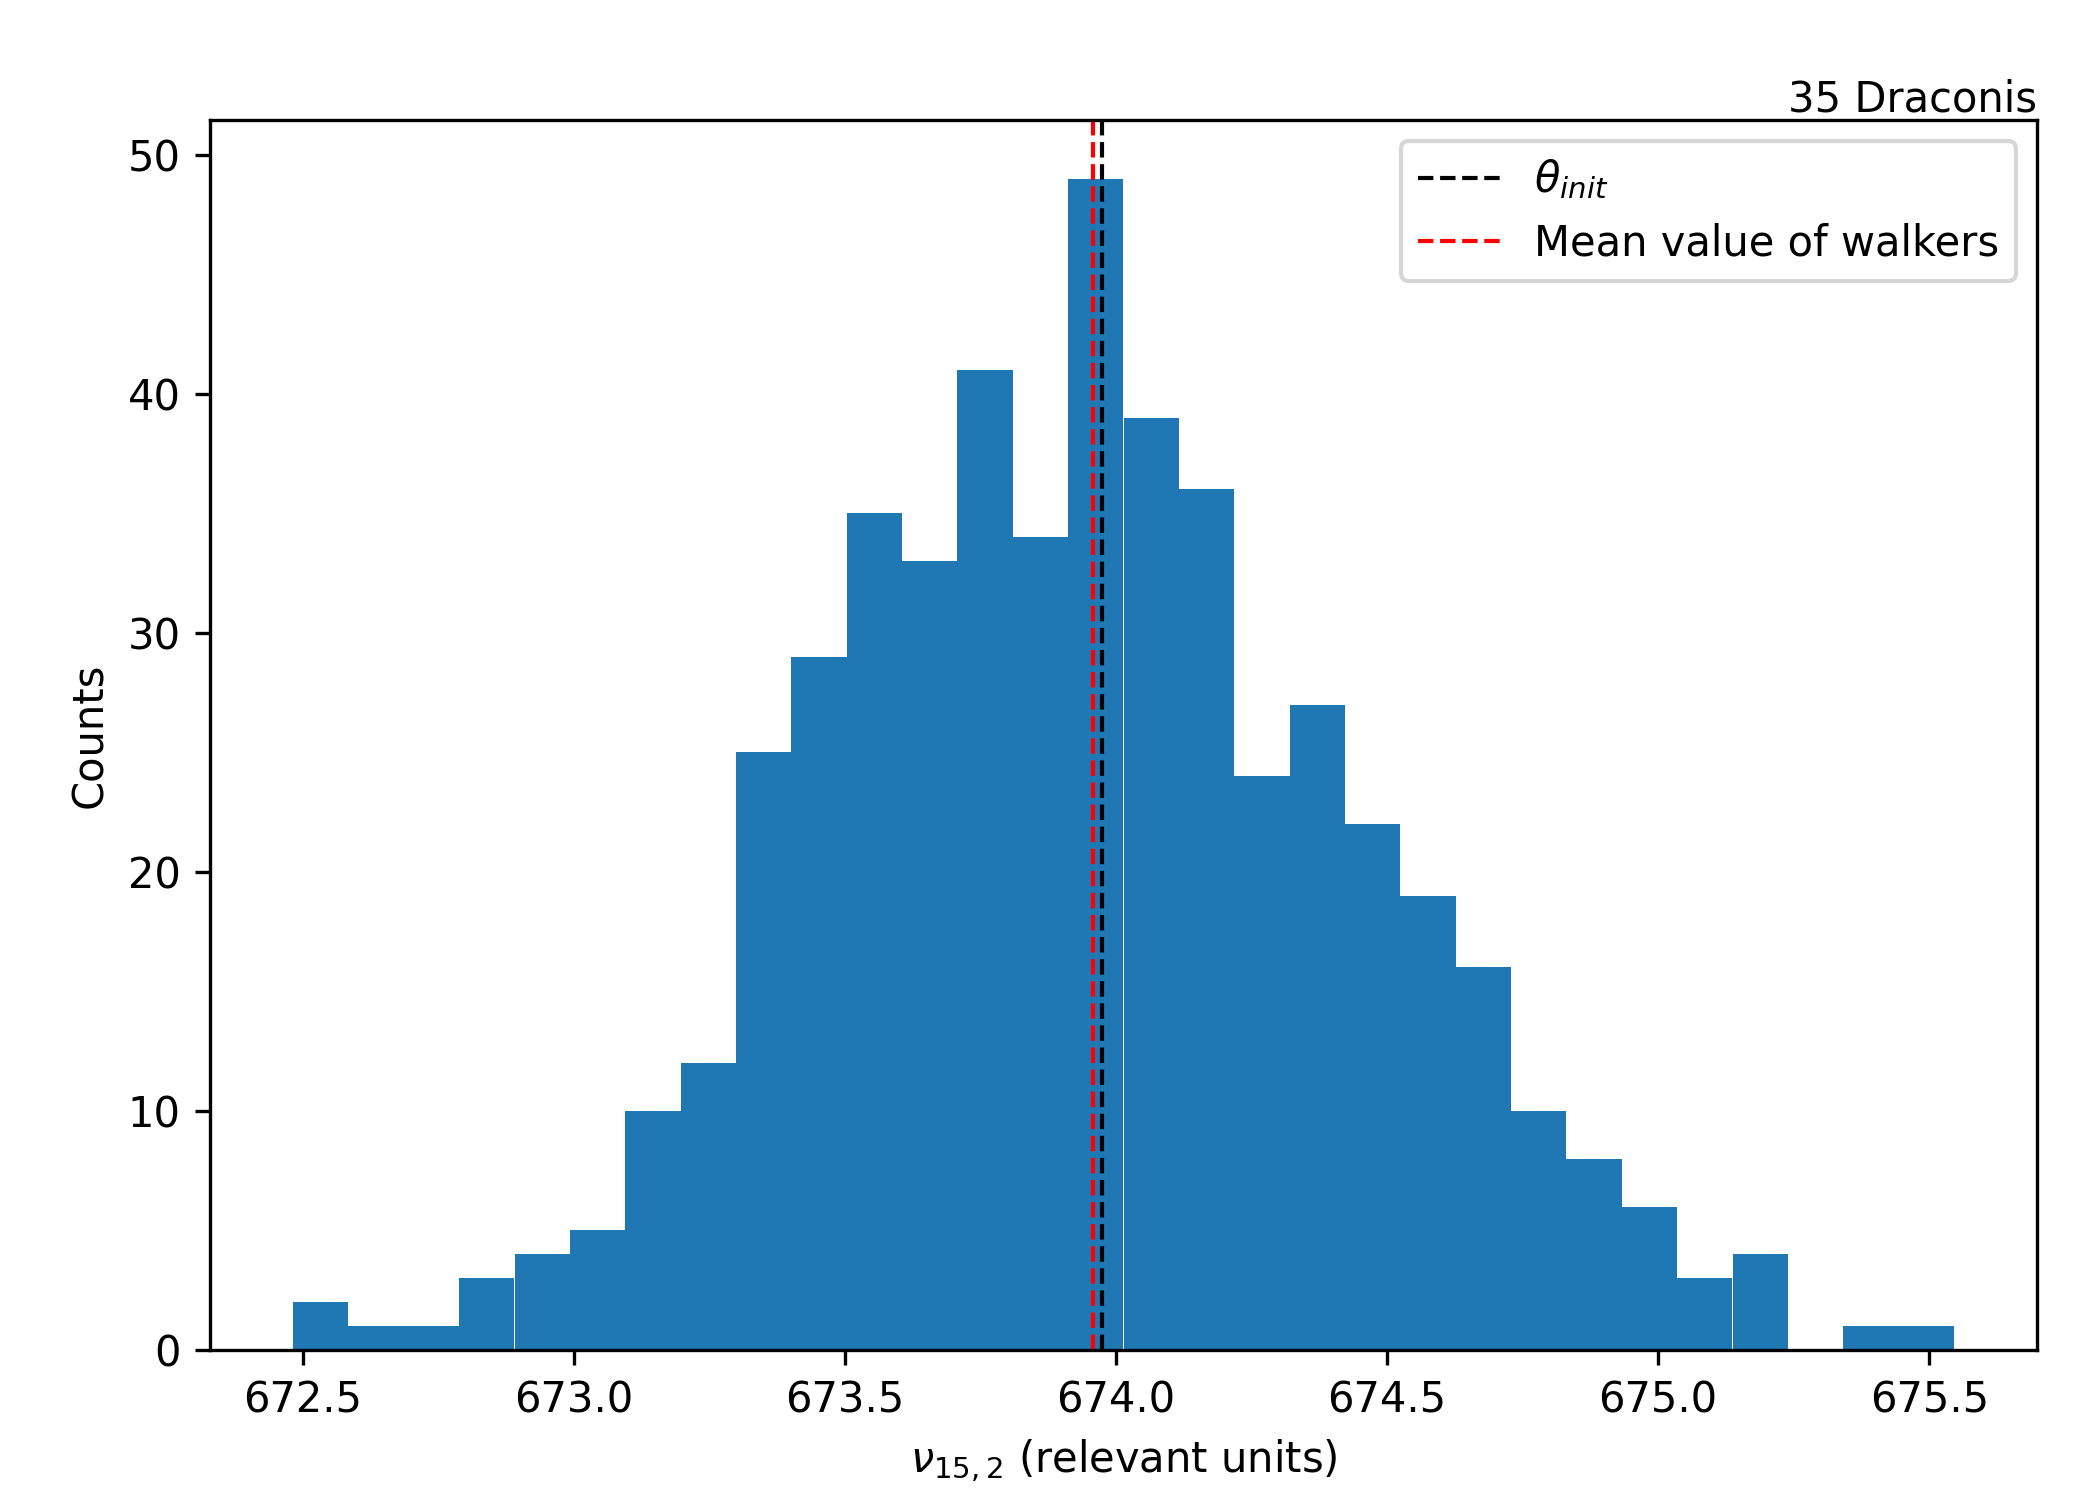 35 Draconis
50
40
30
20
10
0
Counts
θinit
Mean value of walkers
672.5 673.0 673.5 674.0 674.5 675.0 675.5
ν15, 2 (relevant units)